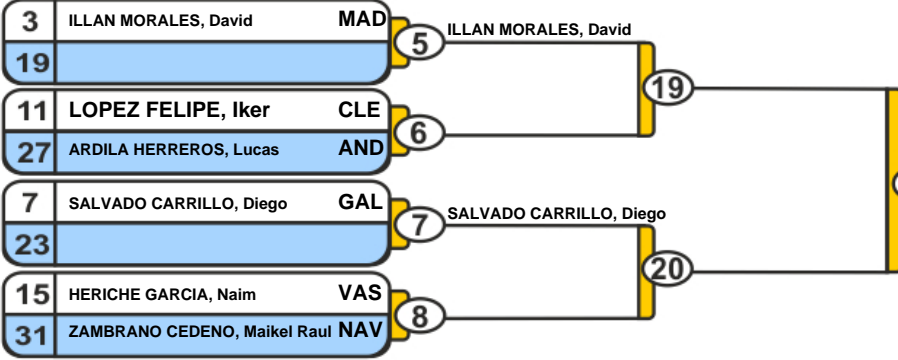 3 ILLAN MORALES, David MAD
19
5 ILLAN MORALES, David
19
11 LOPEZ FELIPE, Iker CLE
27 ARDILA HERREROS, Lucas AND
6
7 SALVADO CARRILLO, Diego GAL
23
7 SALVADO CARRILLO, Diego
20
15 HERICHE GARCIA, Naim VAS
31 ZAMBRANO CEDENO, Maikel Raul NAV
8